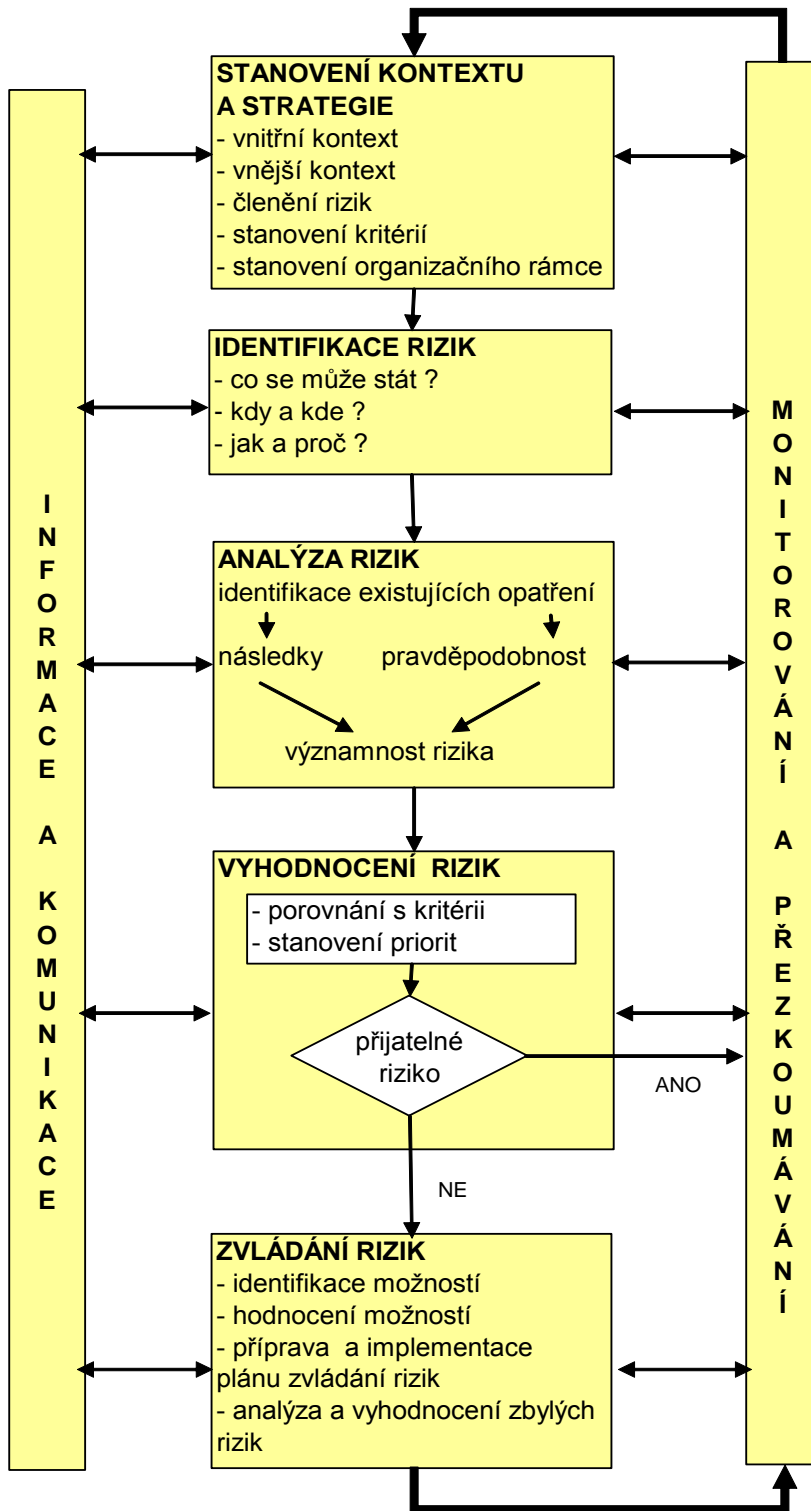 STANOVENÍ KONTEXTU
A STRATEGIE
- vnitřní kontext
- vnější kontext
- členění rizik
- stanovení kritérií
- stanovení organizačního rámce
IDENTIFIKACE RIZIK
- co se může stát ?
- kdy a kde ?
- jak a proč ?
ANALÝZA RIZIK
identifikace existujících opatření
následky pravděpodobnost
významnost rizika
VYHODNOCENÍ RIZIK
- porovnání s kritérii
- stanovení priorit
přijatelné
riziko
ANO
NE
ZVLÁDÁNÍ RIZIK
- identifikace možností
- hodnocení možností
- příprava a implementace
plánu zvládání rizik
- analýza a vyhodnocení zbylých
rizik
INFORMACE A KOMUNIKACE
MONITOROVÁNÍ A PŘEZKOUMÁVÁNÍ